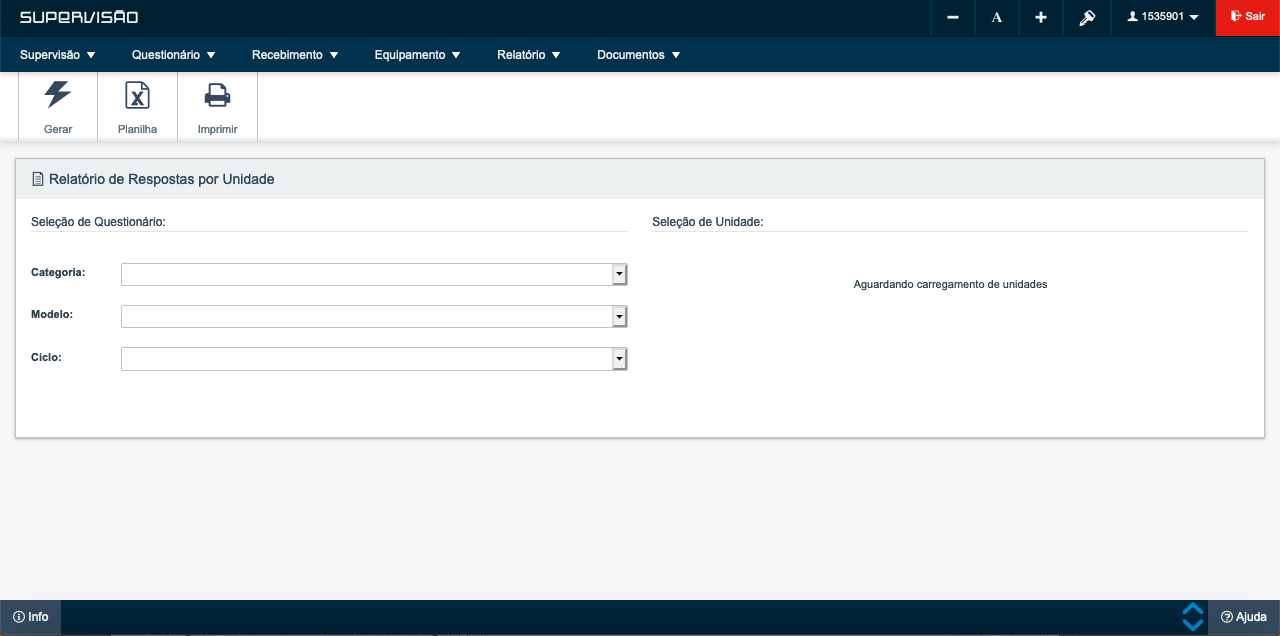 SUPERVISÃO
A
1535901
Sair
Supervisão
Questionário
Recebimento
Equipamento
Relatório
Documentos
Gerar
Planilha
Imprimir
Relatório de Respostas por Unidade
Seleção de Questionário:
Seleção de Unidade:
Categoria:
Aguardando carregamento de unidades
Modelo:
Ciclo:
Info
Ajuda